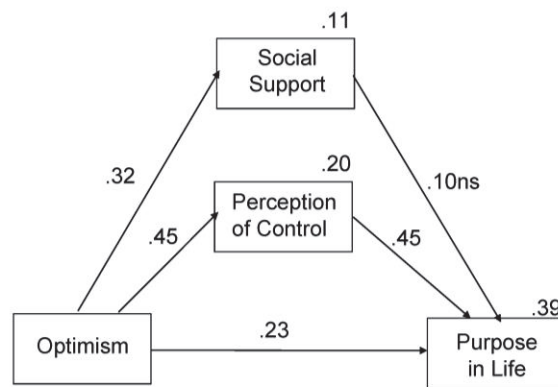 .11
Social
Support
.32
.20
.10ns
Perception
of Control
.45
.45
.39
.23
Optimism
Purpose
in Life